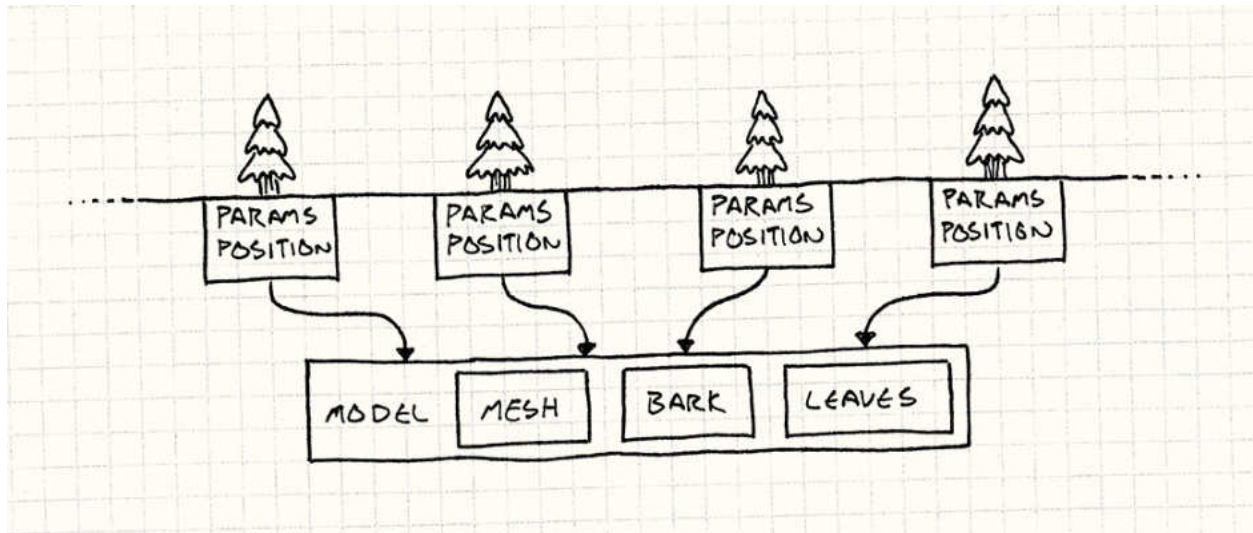 PARAMS
POSITION
PARAMS
POSITION
PARAMS
POSITION
PARAMS
POSITION
MODEL
MESH
BARK
LEAVES